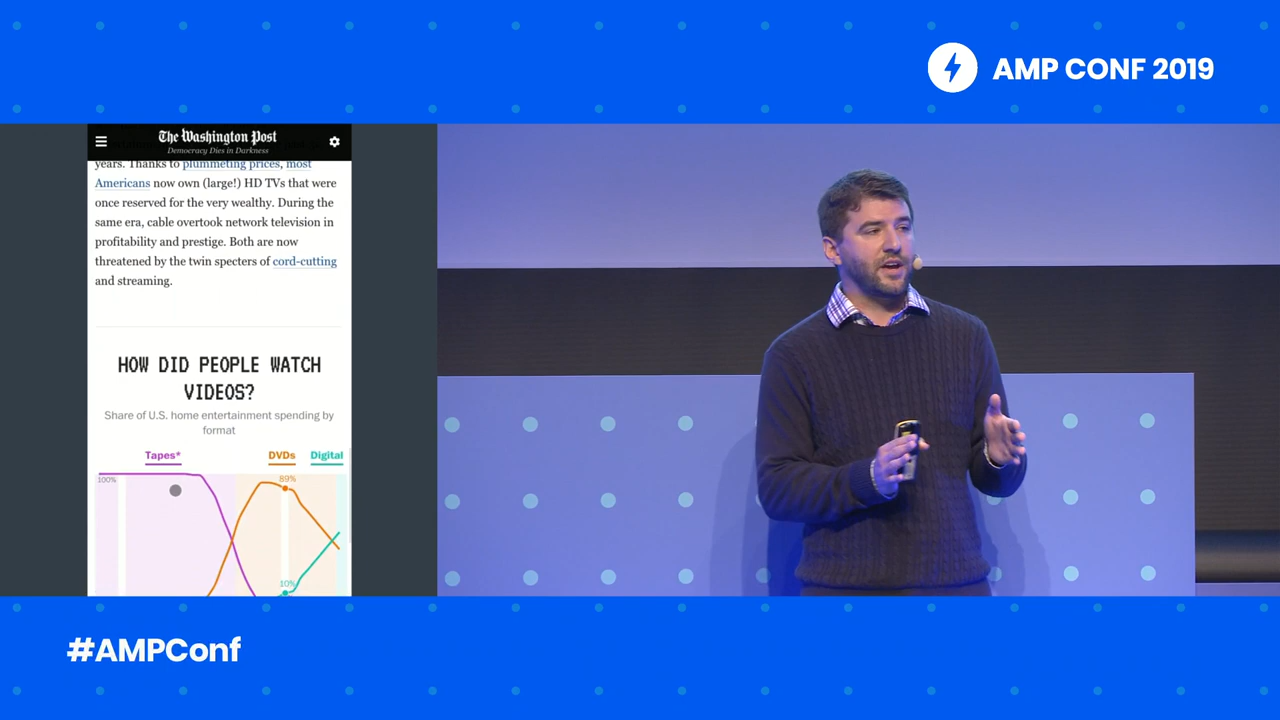 AMP CONF 2019
The Washington Post
Democracy Dies in Darkness
years. Thanks to plummeting prices, most
Americans now own (large!) HD TVs that were
once reserved for the very wealthy. During the
same era, cable overtook network television in
profitability and prestige. Both are now
threatened by the twin specters of cord-cutting
and streaming.
HOW DID PEOPLE WATCH
VIDEOS?
Share of U.S. home entertainment spending by
format
Tapes* DVDs Digital
100% 89%
10%
#AMPConf